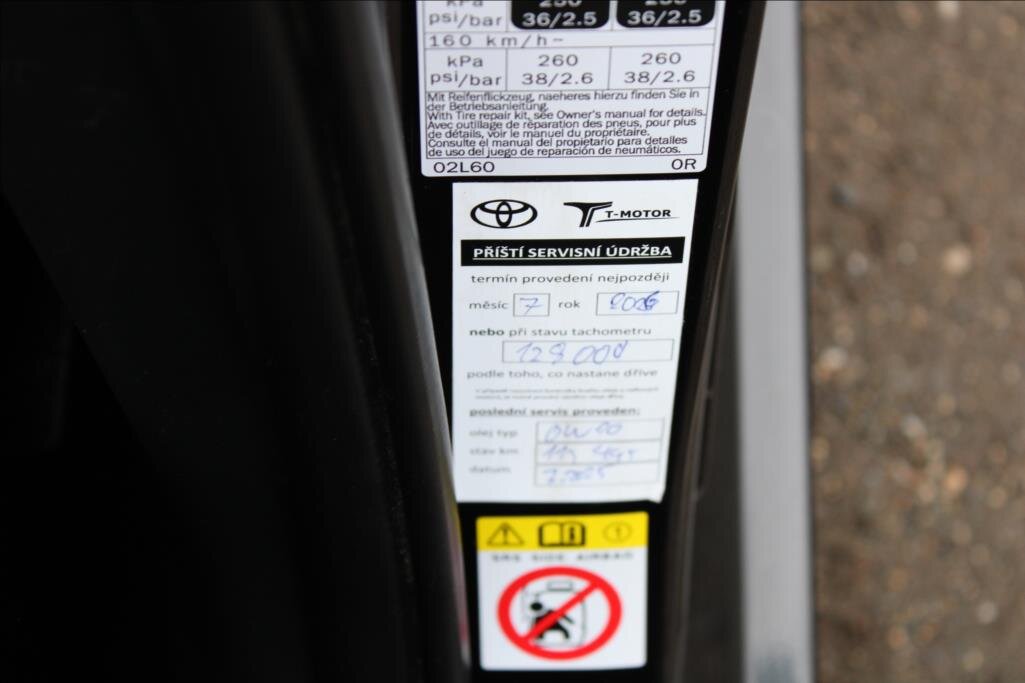 kPa 250 250
psi/bar 36/2.5 36/2.5
160 km/h~
kPa 260 260
psi/bar 38/2.6 38/2.6
Mit Reifenflickzeug, naeheres hierzu finden Sie in
der Betriebsanleitung.
With Tire repair kit, see Owner's manual for details.
Avec outillage de réparation des pneus, pour plus
de détails, voir le manuel du propriétaire.
Consulte el manual del propietario para detalles
de uso del juego de reparación de neumáticos.
02L60 0R
T-MOTOR
PŘÍŠTÍ SERVISNÍ ÚDRŽBA
termín provedení nejpozději
měsíc 7 rok 2026
nebo při stavu tachometru
128 000
podle toho, co nastane dříve
poslední servis proveden:
olej typ
stav km
datum
SRS SIDE AIRBAG